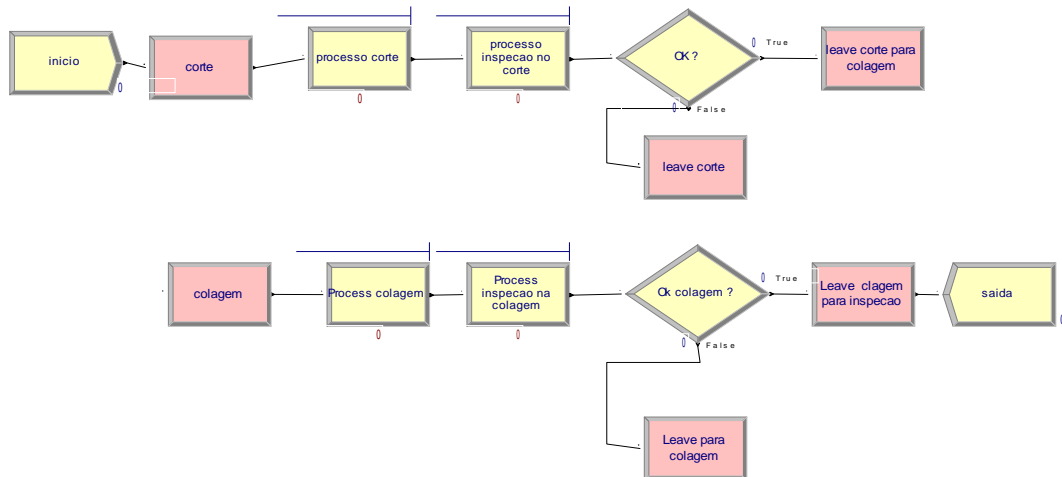 inicio
0
corte
processo corte
0
processo
inspecao no
corte
0
OK ?
0
True
0
False
leave corte para
colagem
leave corte
colagem
Process colagem
0
Process
inspecao na
colagem
0
Ok colagem ?
0
True
0
False
Leave clagem
para inspecao
saida
0
Leave para
colagem